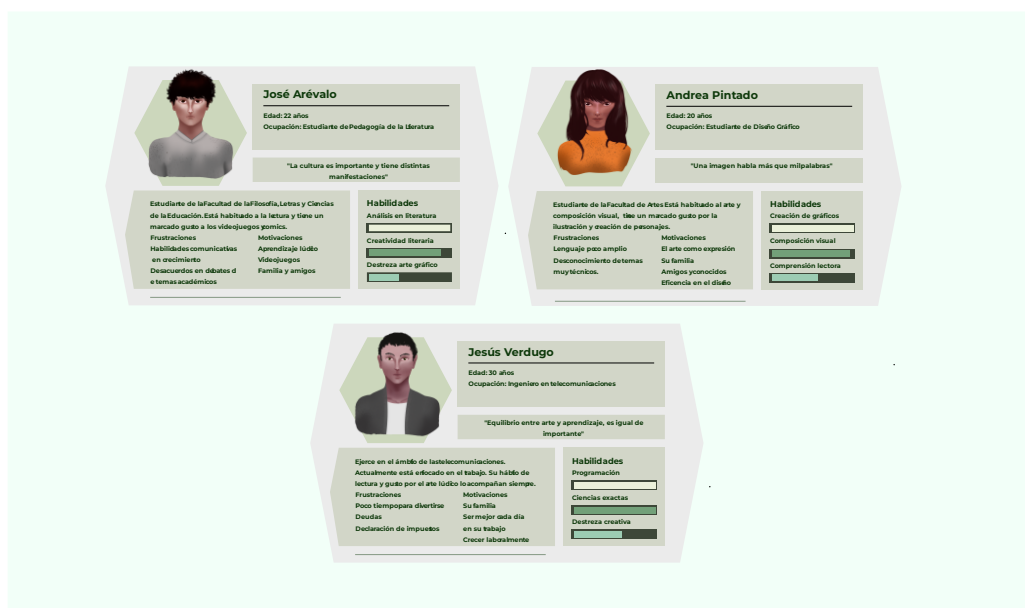 José Arévalo
Edad: 22 años
Ocupación: Estudiante de Pedagogía de la Literatura
"La cultura es importante y tiene distintas
manifestaciones"
Estudiante de la Facultad de la Filosofía, Letras y Ciencias
de la Educación. Está habituado a la lectura y tiene un
marcado gusto a los videojuegos y comics.
Frustraciones
Habilidades comunicativas
en crecimiento
Desacuerdos en debates d
e temas académicos
Motivaciones
Aprendizaje lúdico
Videojuegos
Familia y amigos
Habilidades
Análisis en literatura
Creatividad literaria
Destreza arte gráfico
Andrea Pintado
Edad: 20 años
Ocupación: Estudiante de Diseño Gráfico
"Una imagen habla más que mil palabras"
Estudiante de la Facultad de Artes Está habituado al arte y
composición visual, tiene un marcado gusto por la
ilustración y creación de personajes.
Frustraciones
Lenguaje poco amplio
Desconocimiento de temas
muy técnicos.
Motivaciones
El arte como expresión
Su familia
Amigos y conocidos
Eficencia en el diseño
Habilidades
Creación de gráficos
Composición visual
Comprensión lectora
Jesús Verdugo
Edad: 30 años
Ocupación: Ingeniero en telecomunicaciones
"Equilibrio entre arte y aprendizaje, es igual de
importante"
Ejerce en el ámbito de las telecomunicaciones.
Actualmente está enfocado en el trabajo. Su hábito de
lectura y gusto por el arte lúdico lo acompañan siempre.
Frustraciones
Poco tiempo para divertirse
Deudas
Declaración de impuestos
Motivaciones
Su familia
Ser mejor cada día
en su trabajo
Crecer laboralmente
Habilidades
Programación
Ciencias exactas
Destreza creativa